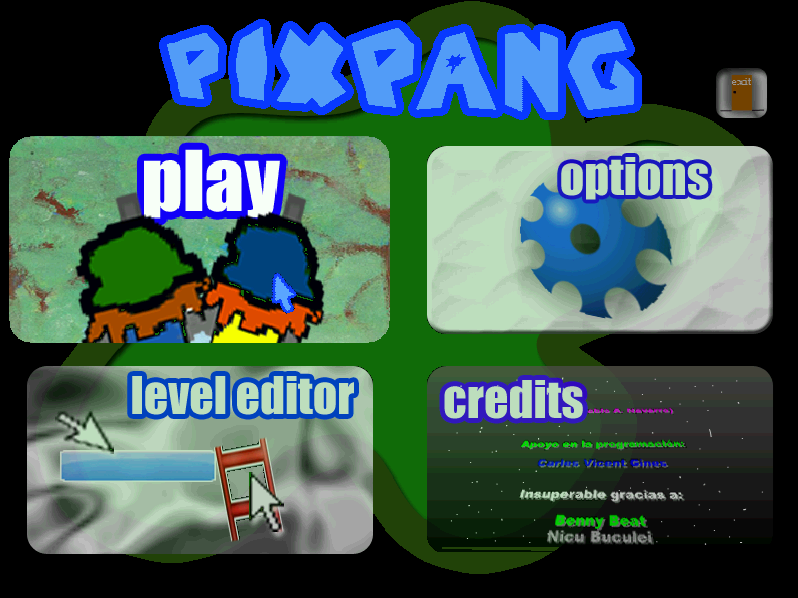 PIXPANG
exit
play
options
level editor
credits
Apoyo en la programación:
Carles Vicent
Insuperable gracias a:
Benny Beat
Nicu Buculei